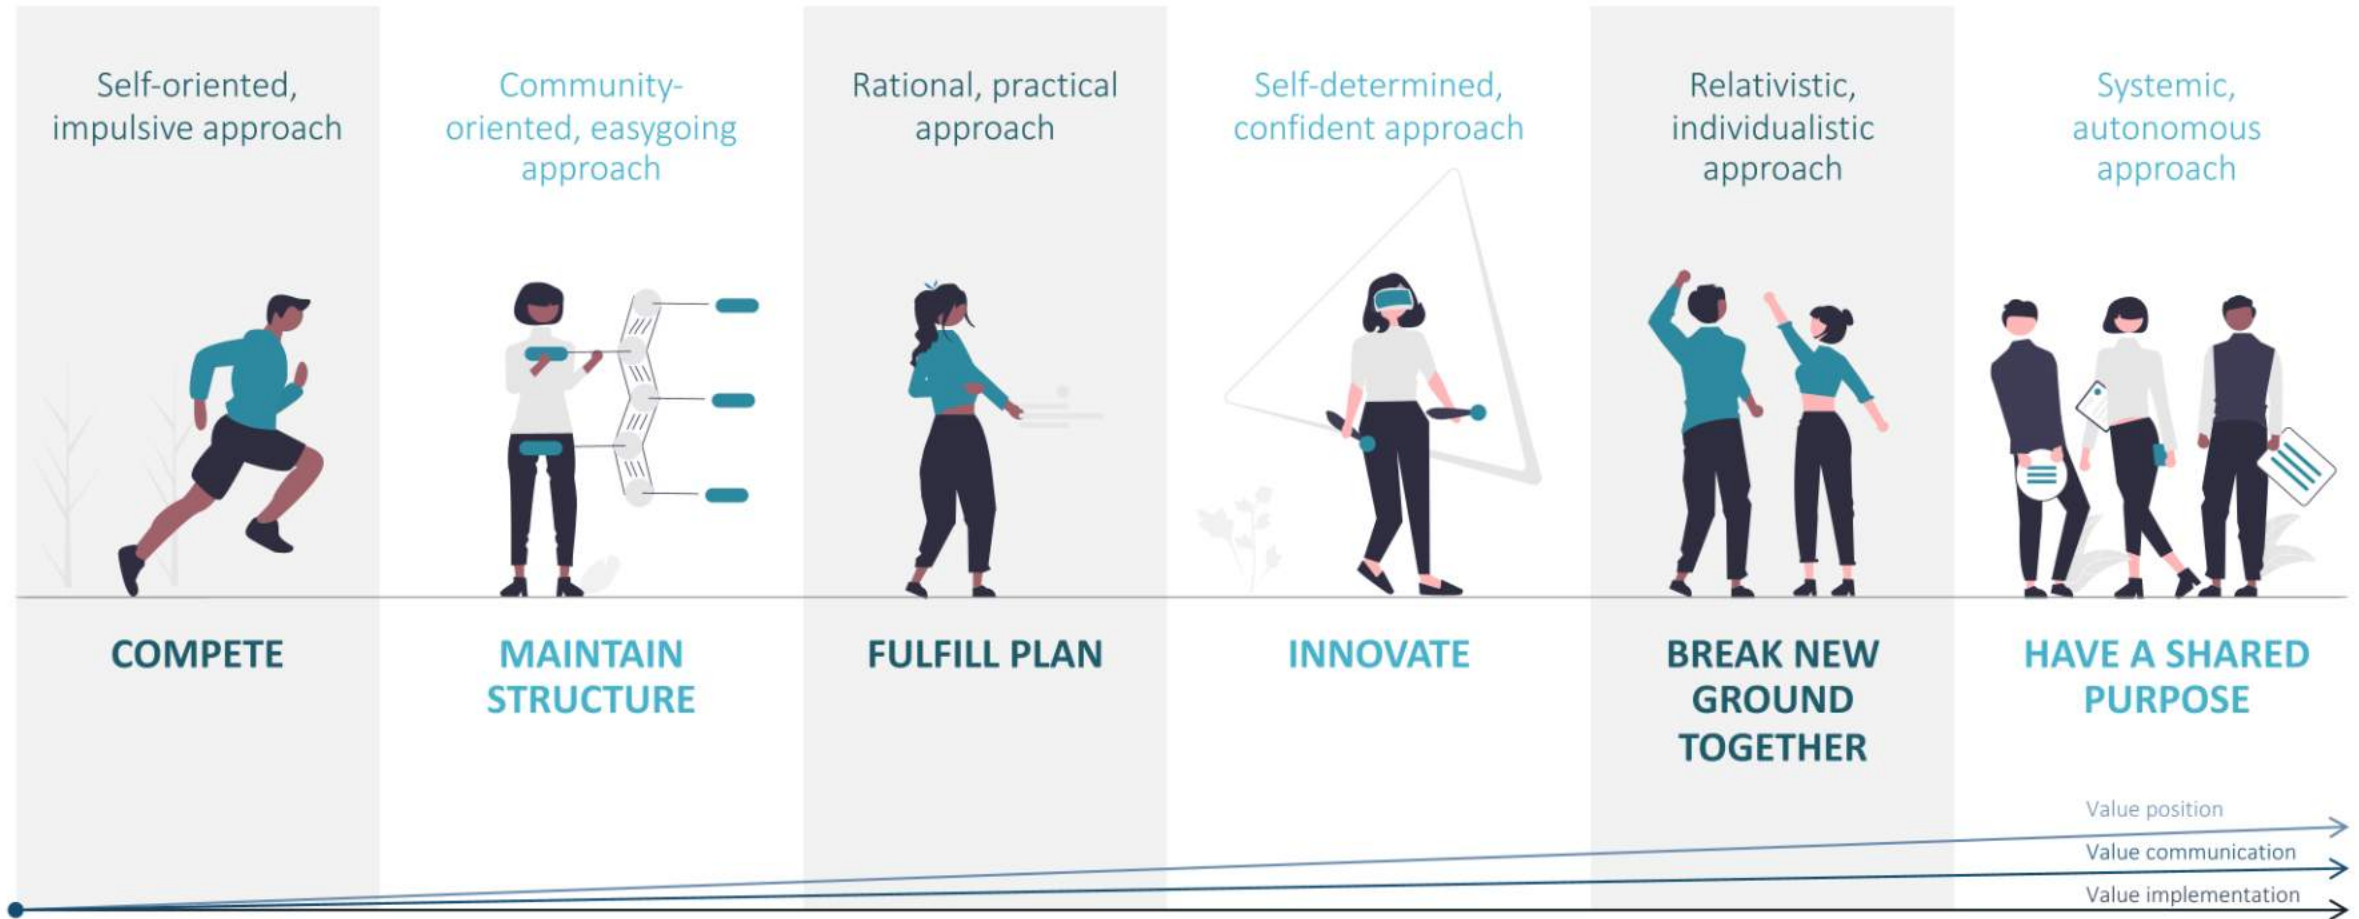 Self-oriented,
impulsive approach
Community-
oriented, easygoing
approach
Rational, practical
approach
Self-determined,
confident approach
Relativistic,
individualistic
approach
Systemic,
autonomous
approach
COMPETE
MAINTAIN
STRUCTURE
FULFILL PLAN
INNOVATE
BREAK NEW
GROUND
TOGETHER
HAVE A SHARED
PURPOSE
Value position
Value communication
Value implementation